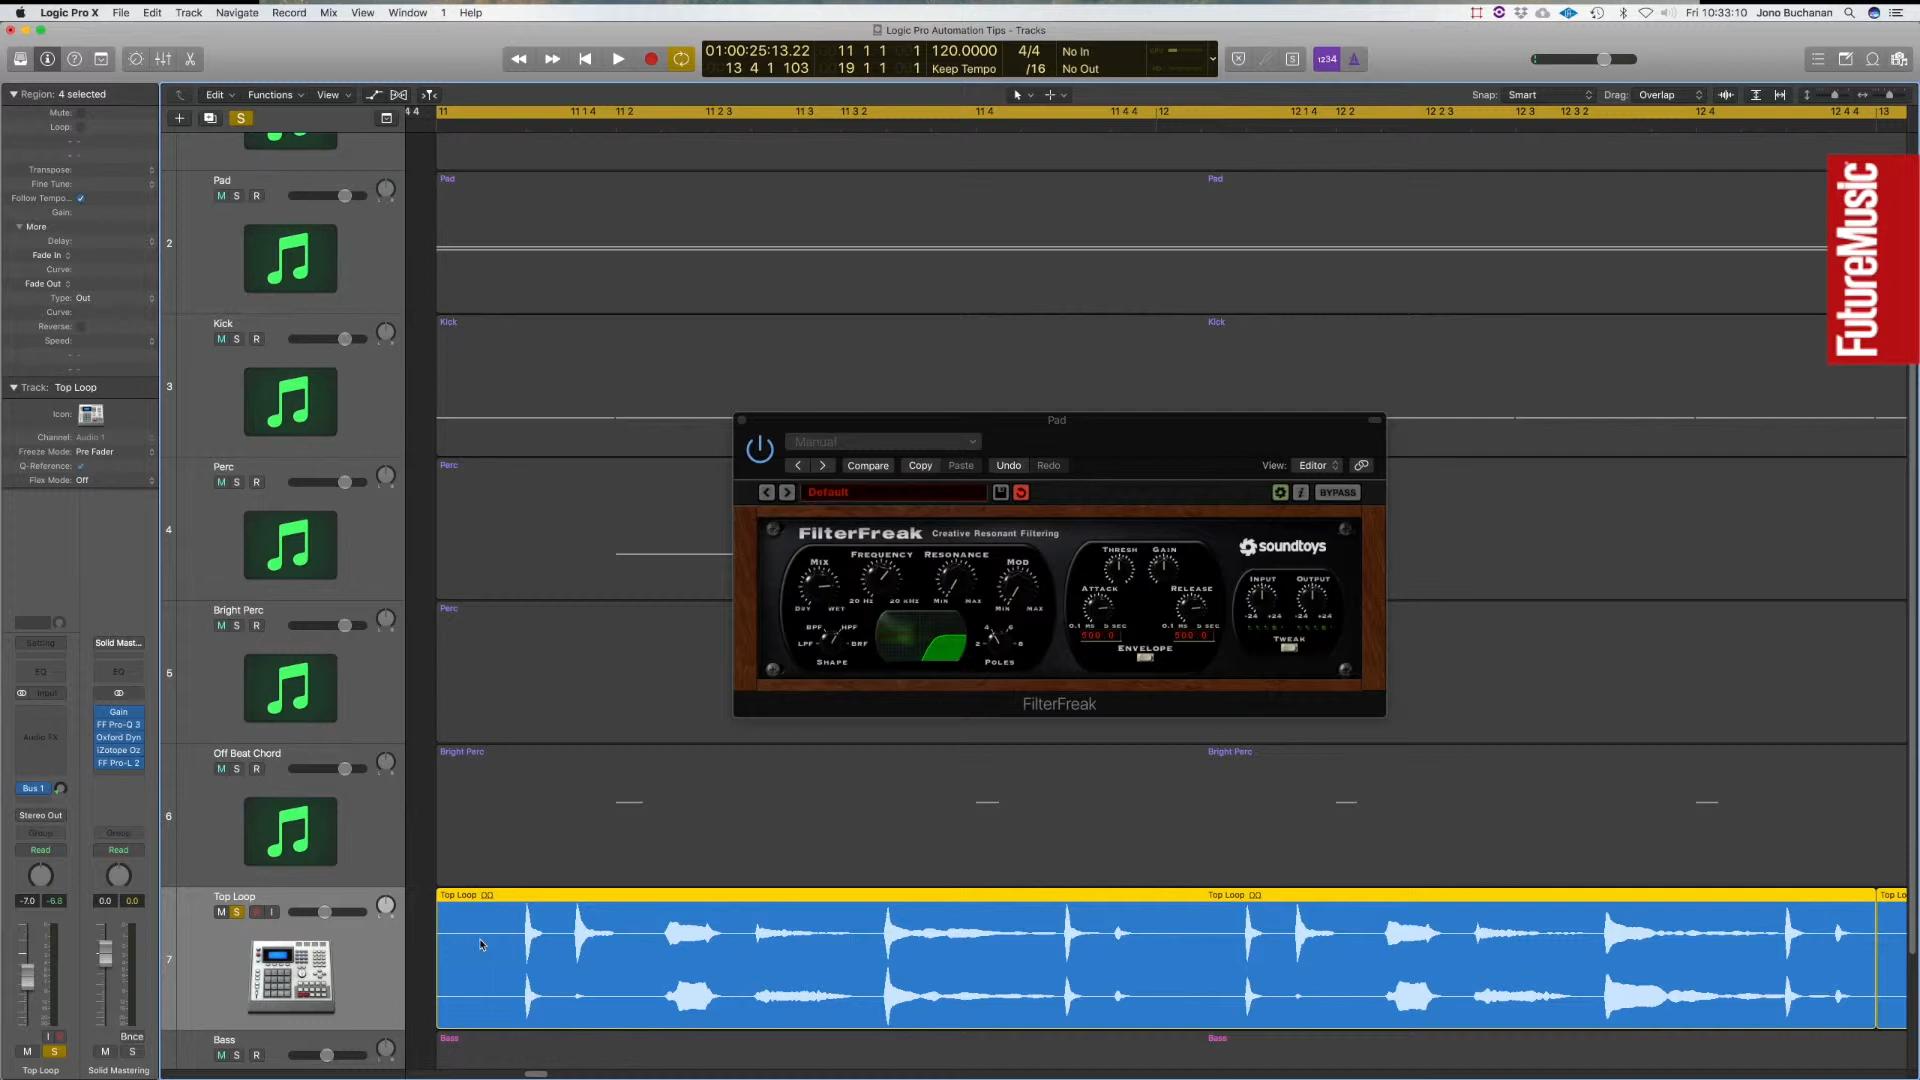 Logic Pro X File Edit Track Navigate Record Mix View Window 1 Help
Fri 10:33:10 Jono Buchanan
Logic Pro Automation Tips - Tracks
01:00:25:13.22 11 1 1 1 120.0000 4/4 No In
13 4 1 103 19 1 1 1 Keep Tempo /16 No Out
1234
Region: 4 selected
Edit Functions View
Snap: Smart Drag: Overlap
Mute:
Loop:
Transpose:
Fine Tune:
Follow Tempo...
Gain:
More
Delay:
Fade In
Curve:
Fade Out
Type: Out
Curve:
Reverse:
Speed:
Track: Top Loop
Icon:
Channel: Audio 1
Freeze Mode: Pre Fader
Q-Reference:
Flex Mode: Off
S
4 4 11 11 1 4 11 2 11 2 3 11 3 11 3 2 11 4 11 4 4 12 12 1 4 12 2 12 2 3 12 3 12 3 2 12 4 12 4 4 13
2
Pad
M S R
Pad Pad
3
Kick
M S R
Kick Kick
4
Perc
M S R
Perc
5
Bright Perc
M S R
Perc
6
Off Beat Chord
M S R
Bright Perc Bright Perc
7
Top Loop
M S R I
Top Loop Top Loop Top Lo
Bass
M S R
Bass Bass
FutureMusic
Pad
Manual
Compare Copy Paste Undo Redo
View: Editor
Default
i BYPASS
FilterFreak Creative Resonant Filtering
soundtoys
MIX FREQUENCY RESONANCE MOD
DRY WET 20 HZ 20 KHZ MIN MAX MIN MAX
BPF HPF
LPF BRF
SHAPE
4 6
2 8
POLES
THRESH GAIN
ATTACK RELEASE
500.0 500.0
ENVELOPE
INPUT OUTPUT
-24 +24 -24 +24
TWEAK
FilterFreak
Setting Solid Mast...
EQ EQ
Input
Audio FX
Gain
FF Pro-Q 3
Oxford Dyn
iZotope Oz
FF Pro-L 2
Bus 1
Stereo Out
Group Group
Read Read
-7.0 -6.8 0.0 0.0
I R Bnce
M S M S
Top Loop Solid Mastering